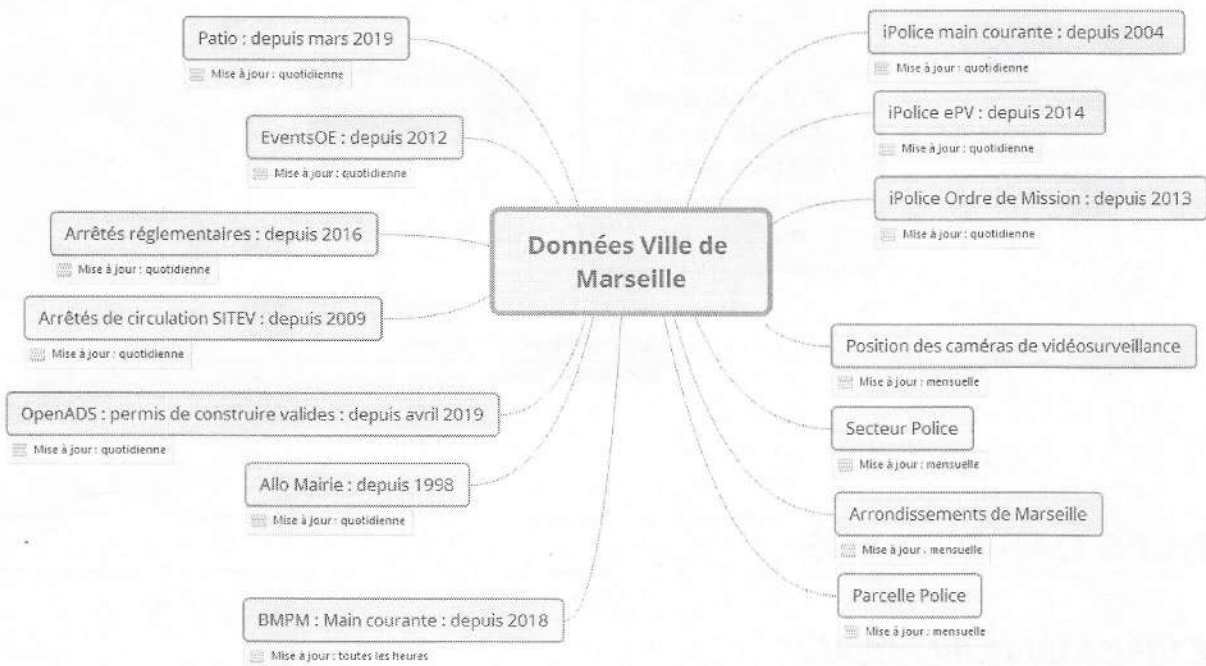 Patio : depuis mars 2019
Mise à jour : quotidienne
EventsOE : depuis 2012
Mise à jour : quotidienne
Arrêtés réglementaires : depuis 2016
Mise à jour : quotidienne
Arrêtés de circulation SITEV : depuis 2009
Mise à jour : quotidienne
OpenADS : permis de construire valides : depuis avril 2019
Mise à jour : quotidienne
Allo Mairie : depuis 1998
Mise à jour : quotidienne
BMPM : Main courante : depuis 2018
Mise à jour : toutes les heures
Données Ville de
Marseille
iPolice main courante : depuis 2004
Mise à jour : quotidienne
iPolice ePV : depuis 2014
Mise à jour : quotidienne
iPolice Ordre de Mission : depuis 2013
Mise à jour : quotidienne
Position des caméras de vidéosurveillance
Mise à jour : mensuelle
Secteur Police
Mise à jour : mensuelle
Arrondissements de Marseille
Mise à jour : mensuelle
Parcelle Police
Mise à jour : mensuelle